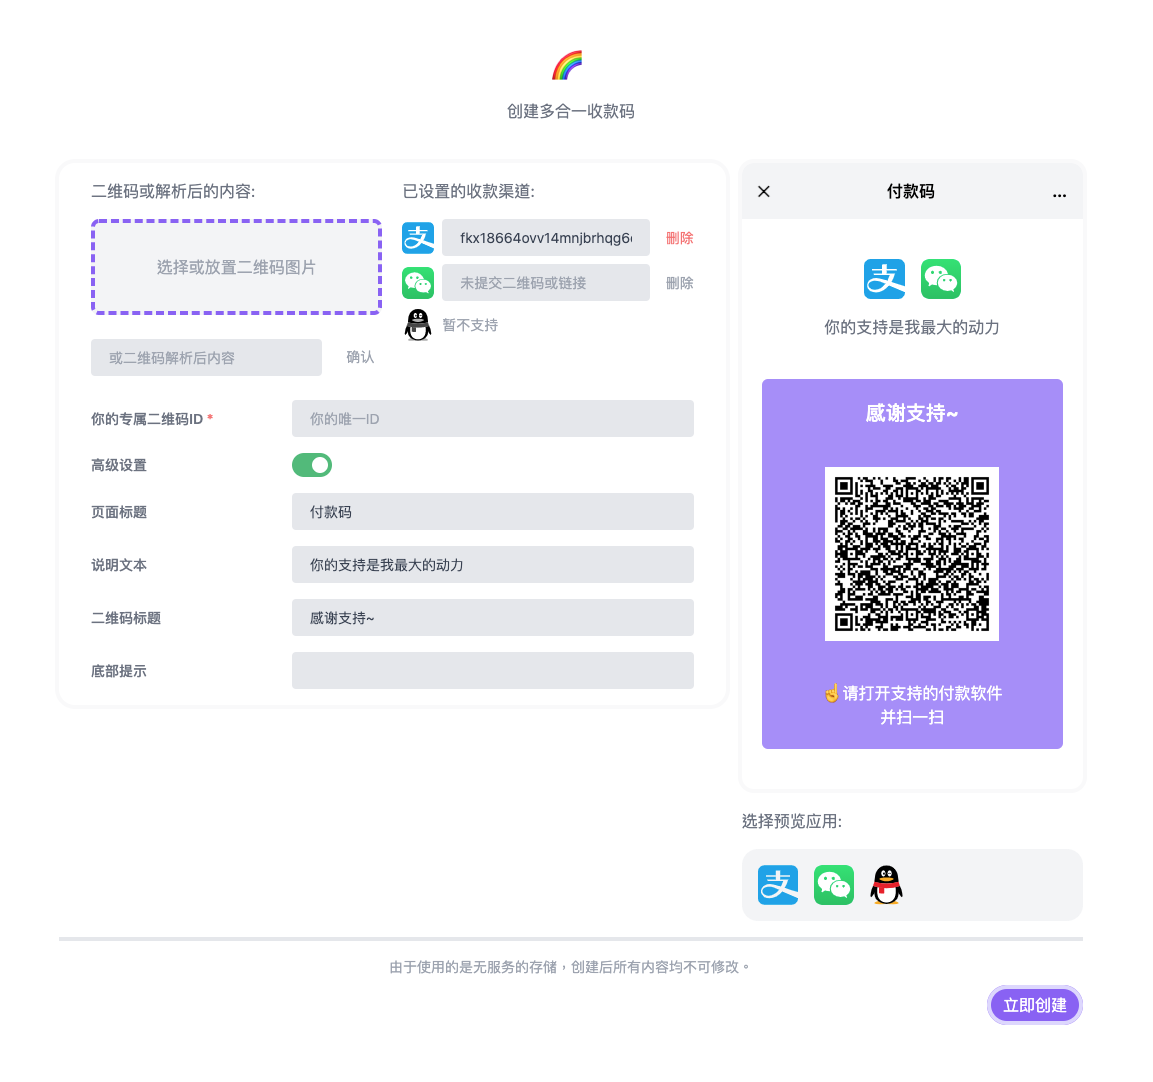 创建多合一收款码
二维码或解析后的内容:
选择或放置二维码图片
或二维码解析后内容
确认
已设置的收款渠道:
支
fkx18664ovv14mnjbrhqg6
删除
未提交二维码或链接
删除
暂不支持
你的专属二维码ID *
你的唯一ID
高级设置
页面标题
付款码
说明文本
你的支持是我最大的动力
二维码标题
感谢支持~
底部提示
付款码
...
支
你的支持是我最大的动力
感谢支持~
☝请打开支持的付款软件
并扫一扫
选择预览应用:
支
由于使用的是无服务的存储，创建后所有内容均不可修改。
立即创建